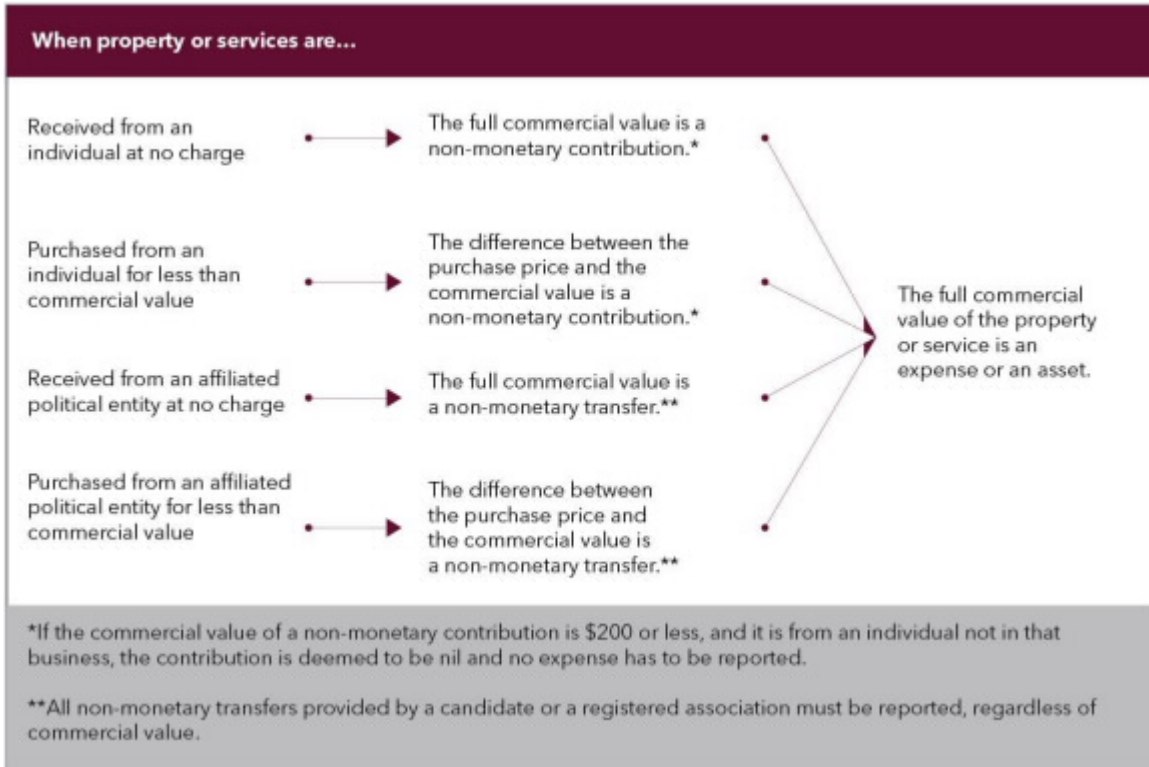 When property or services are...
Received from an
individual at no charge
The full commercial value is a
non-monetary contribution.*
Purchased from an
individual for less than
commercial value
The difference between the
purchase price and the
commercial value is a
non-monetary contribution.*
Received from an affiliated
political entity at no charge
The full commercial value is
a non-monetary transfer.**
Purchased from an affiliated
political entity for less than
commercial value
The difference between
the purchase price and
the commercial value is
a non-monetary transfer.**
The full commercial
value of the property
or service is an
expense or an asset.
*If the commercial value of a non-monetary contribution is $200 or less, and it is from an individual not in that
business, the contribution is deemed to be nil and no expense has to be reported.
**All non-monetary transfers provided by a candidate or a registered association must be reported, regardless of
commercial value.